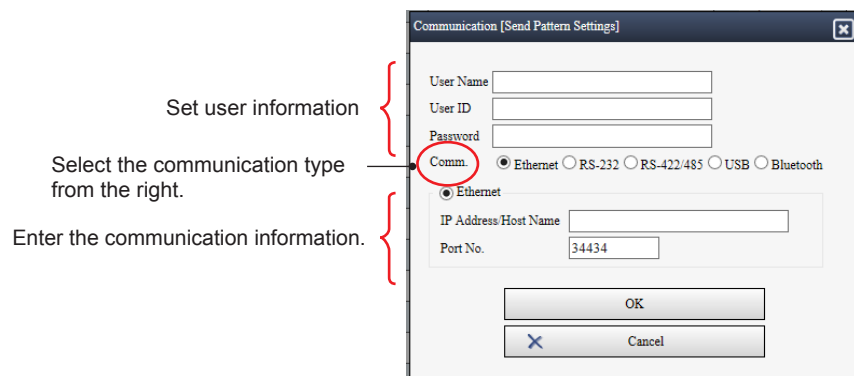 Communication [Send Pattern Settings]
User Name
User ID
Password
Set user information
Comm. Ethernet RS-232 RS-422/485 USB Bluetooth
Select the communication type
from the right.
Ethernet
IP Address/Host Name
Port No. 34434
Enter the communication information.
OK
Cancel